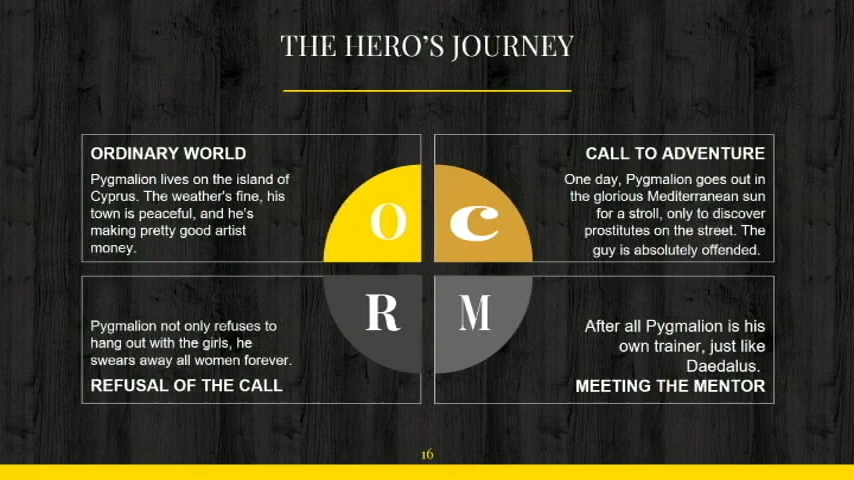 THE HERO’S JOURNEY
ORDINARY WORLD
Pygmalion lives on the island of
Cyprus. The weather's fine, his
town is peaceful, and he's
making pretty good artist
money.
O
CALL TO ADVENTURE
One day, Pygmalion goes out in
the glorious Mediterranean sun
for a stroll, only to discover
prostitutes on the street. The
guy is absolutely offended.
C
R
Pygmalion not only refuses to
hang out with the girls, he
swears away all women forever.
REFUSAL OF THE CALL
M
After all Pygmalion is his
own trainer, just like
Daedalus.
MEETING THE MENTOR
16